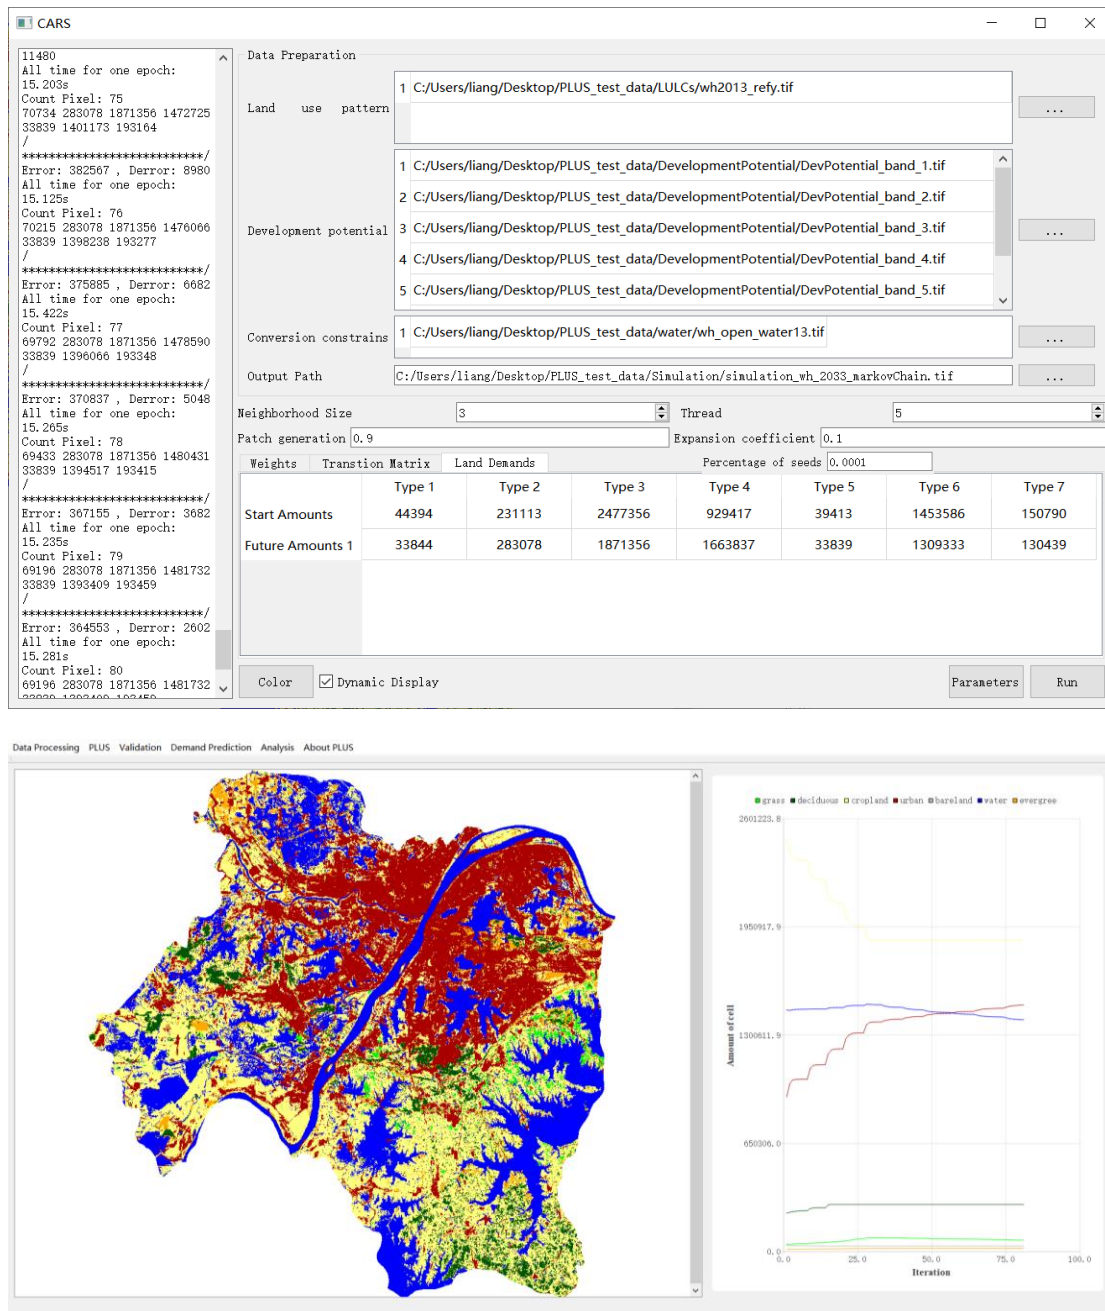 CARS
11480
All time for one epoch:
15.203s
Count Pixel: 75
70734 283078 1871356 1472725
33839 1401173 193164
/
***************************/
Error: 382567 , Derror: 8980
All time for one epoch:
15.125s
Count Pixel: 76
70215 283078 1871356 1476066
33839 1398238 193277
/
***************************/
Error: 375885 , Derror: 6682
All time for one epoch:
15.422s
Count Pixel: 77
69792 283078 1871356 1478590
33839 1396066 193348
/
***************************/
Error: 370837 , Derror: 5048
All time for one epoch:
15.265s
Count Pixel: 78
69433 283078 1871356 1480431
33839 1394517 193415
/
***************************/
Error: 367155 , Derror: 3682
All time for one epoch:
15.235s
Count Pixel: 79
69196 283078 1871356 1481732
33839 1393409 193459
/
***************************/
Error: 364553 , Derror: 2602
All time for one epoch:
15.281s
Count Pixel: 80
69196 283078 1871356 1481732
33839 1393409 193459
Data Preparation
Land use pattern
1 C:/Users/liang/Desktop/PLUS_test_data/LULCs/wh2013_refy.tif
...
Development potential
1 C:/Users/liang/Desktop/PLUS_test_data/DevelopmentPotential/DevPotential_band_1.tif
2 C:/Users/liang/Desktop/PLUS_test_data/DevelopmentPotential/DevPotential_band_2.tif
3 C:/Users/liang/Desktop/PLUS_test_data/DevelopmentPotential/DevPotential_band_3.tif
4 C:/Users/liang/Desktop/PLUS_test_data/DevelopmentPotential/DevPotential_band_4.tif
5 C:/Users/liang/Desktop/PLUS_test_data/DevelopmentPotential/DevPotential_band_5.tif
...
Conversion constrains
1 C:/Users/liang/Desktop/PLUS_test_data/water/wh_open_water13.tif
...
Output Path C:/Users/liang/Desktop/PLUS_test_data/Simulation/simulation_wh_2033_markovChain.tif ...
Neighborhood Size 3 Thread 5
Patch generation 0.9 Expansion coefficient 0.1
Weights Transtion Matrix Land Demands Percentage of seeds 0.0001
Type 1 Type 2 Type 3 Type 4 Type 5 Type 6 Type 7
Start Amounts 44394 231113 2477356 929417 39413 1453586 150790
Future Amounts 1 33844 283078 1871356 1663837 33839 1309333 130439
Color Dynamic Display Parameters Run
Data Processing PLUS Validation Demand Prediction Analysis About PLUS
grass deciduous cropland urban bareland water evergree
2601223.8
1950917.9
1300611.9
650306.0
0.0
Amount of cell
0.0 25.0 50.0 75.0 100.0
Iteration